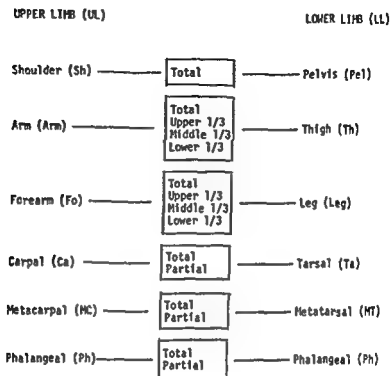 UPPER LIMB (UL)
LOWER LIMB (LL)
Shoulder (Sh)
Total
Pelvis (Pel)
Arm (Arm)
Total
Upper 1/3
Middle 1/3
Lower 1/3
Thigh (Th)
Forearm (Fo)
Total
Upper 1/3
Middle 1/3
Lower 1/3
Leg (Leg)
Carpal (Ca)
Total
Partial
Tarsal (Ta)
Metacarpal (MC)
Total
Partial
Metatarsal (MT)
Phalangeal (Ph)
Total
Partial
Phalangeal (Ph)